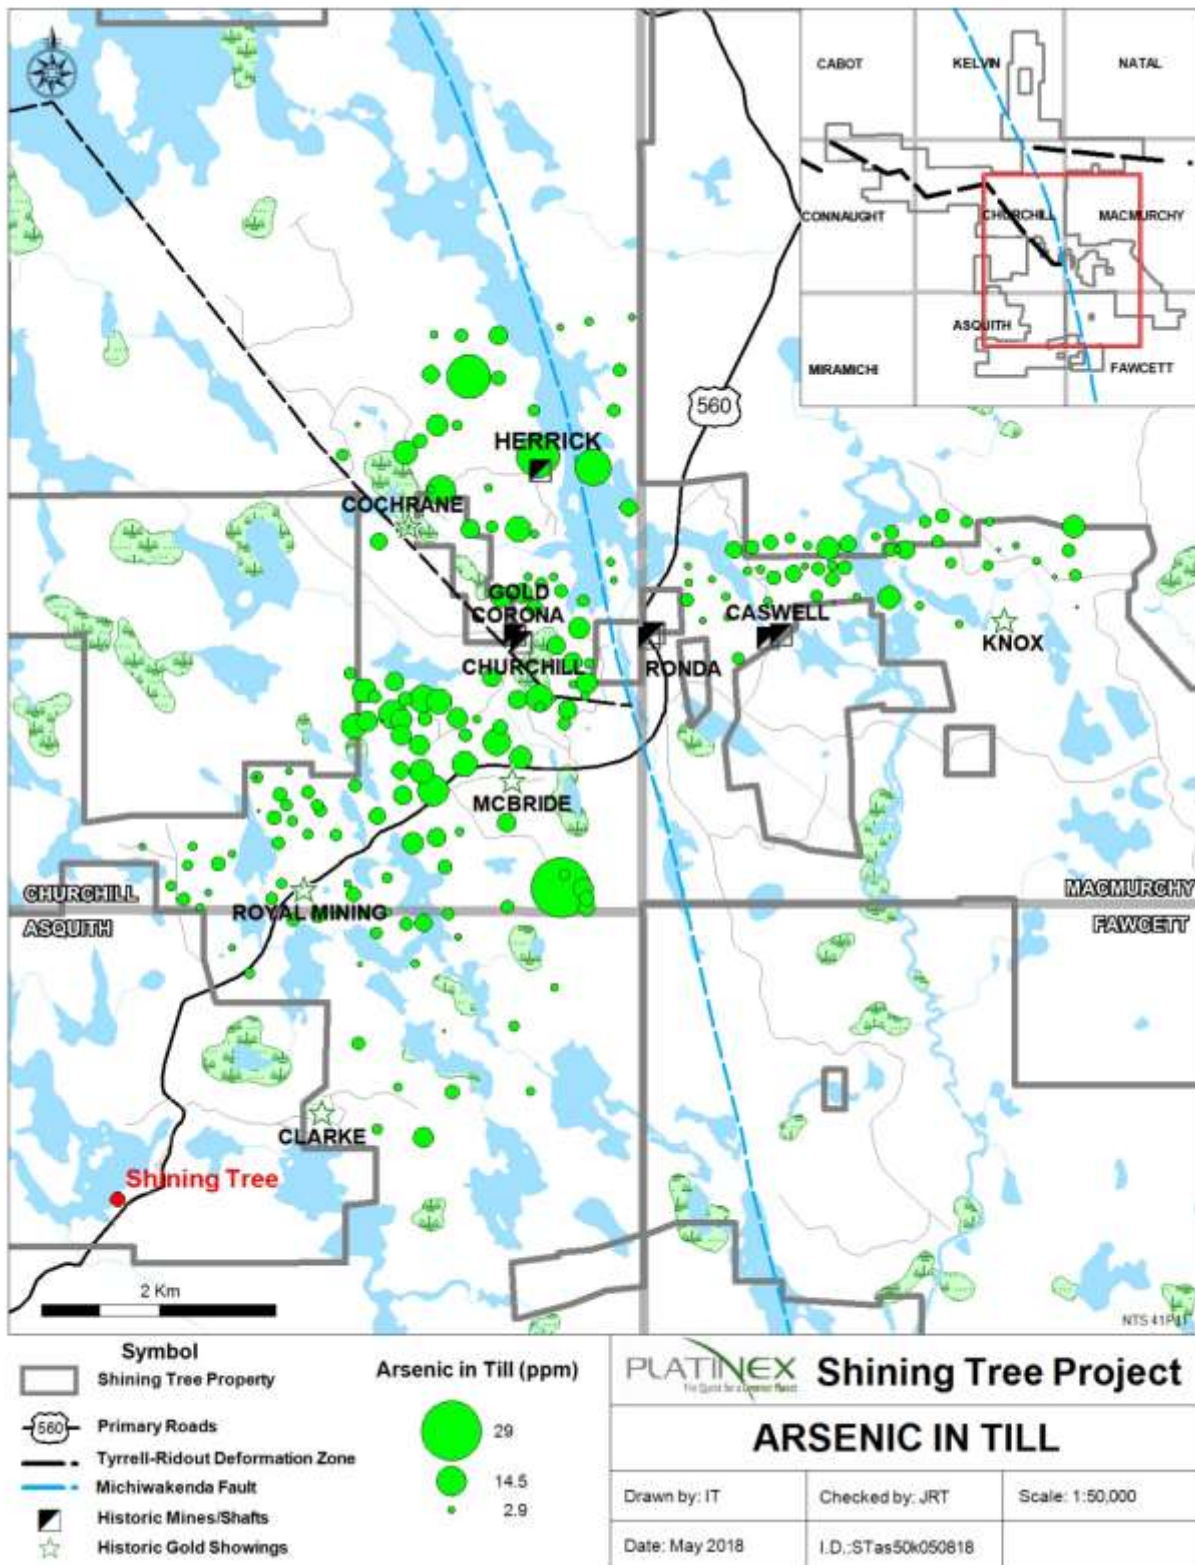 CABOT
KELVIN
NATAL
CONNAUGHT
CHURCHILL
MACMURCHY
ASQUITH
MIRAMICHI
FAWCETT
560
HERRICK
COCHRANE
GOLD
CORONA
CASWELL
KNOX
CHURCHILL
RONDA
MCBRIDE
CHURCHILL
MACMURCHY
ROYAL MINING
ASQUITH
FAWCETT
CLARKE
Shining Tree
2 Km
NTS 41P11
Symbol
Shining Tree Property
560 Primary Roads
Tyrrell-Ridout Deformation Zone
Michiwakenda Fault
Historic Mines/Shafts
Historic Gold Showings
Arsenic in Till (ppm)
29
14.5
2.9
PLATINEX
Shining Tree Project
ARSENIC IN TILL
Drawn by: IT
Checked by: JRT
Scale: 1:50,000
Date: May 2018
I.D.:STas50k050818